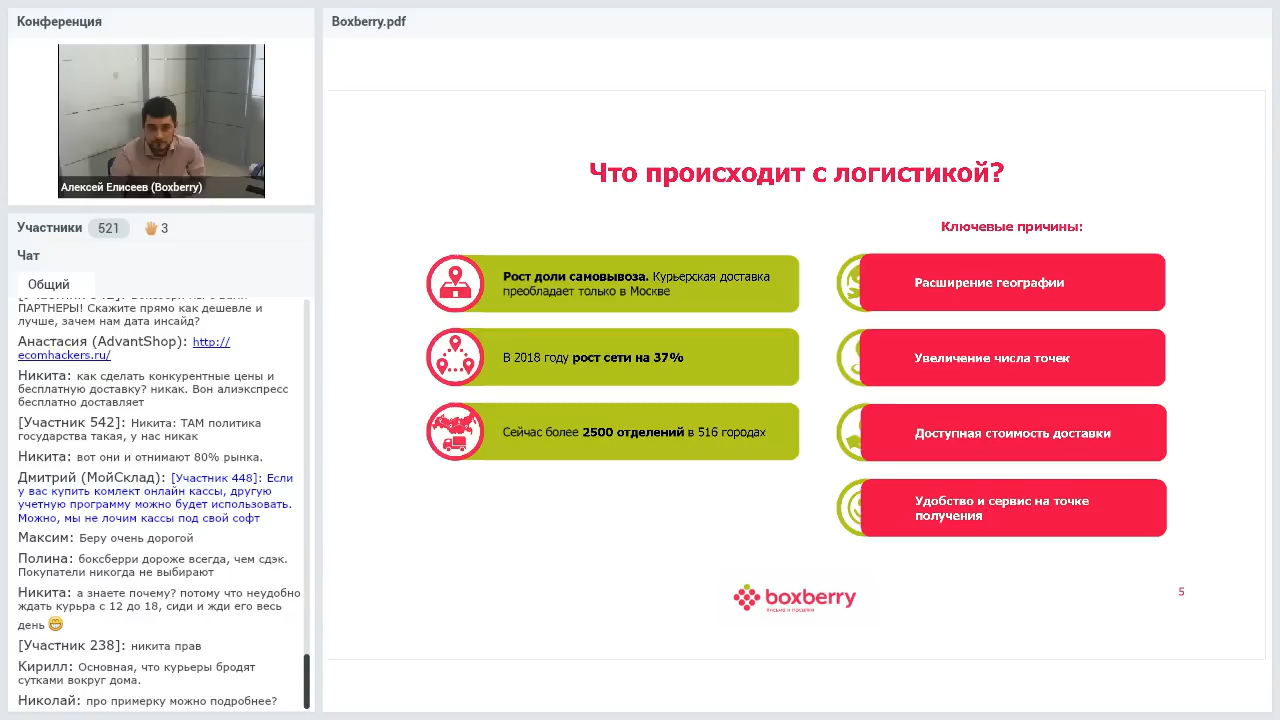 Конференция
Алексей Елисеев (Boxberry)
Участники 521 3
Чат
Общий
ПАРТНЕРЫ! Скажите прямо как дешевле и
лучше, зачем нам дата инсайд?
Анастасия (AdvantShop): http://
ecomhackers.ru/
Никита: как сделать конкурентные цены и
бесплатную доставку? никак. Вон алиэкспресс
бесплатно доставляет
[Участник 542]: Никита: ТАМ политика
государства такая, у нас никак
Никита: вот они и отнимают 80% рынка.
Дмитрий (МойСклад): [Участник 448]: Если
у вас купить комлект онлайн кассы, другую
учетную программу можно будет использовать.
Можно, мы не лочим кассы под свой софт
Максим: Беру очень дорогой
Полина: боксберри дороже всегда, чем сдэк.
Покупатели никогда не выбирают
Никита: а знаете почему? потому что неудобно
ждать курьра с 12 до 18, сиди и жди его весь
день
[Участник 238]: никита прав
Кирилл: Основная, что курьеры бродят
сутками вокруг дома.
Николай: про примерку можно подробнее?
Boxberry.pdf
Что происходит с логистикой?
Рост доли самовывоза. Курьерская доставка
преобладает только в Москве
В 2018 году рост сети на 37%
Сейчас более 2500 отделений в 516 городах
Ключевые причины:
Расширение географии
Увеличение числа точек
Доступная стоимость доставки
Удобство и сервис на точке
получения
boxberry
письма и посылки
5